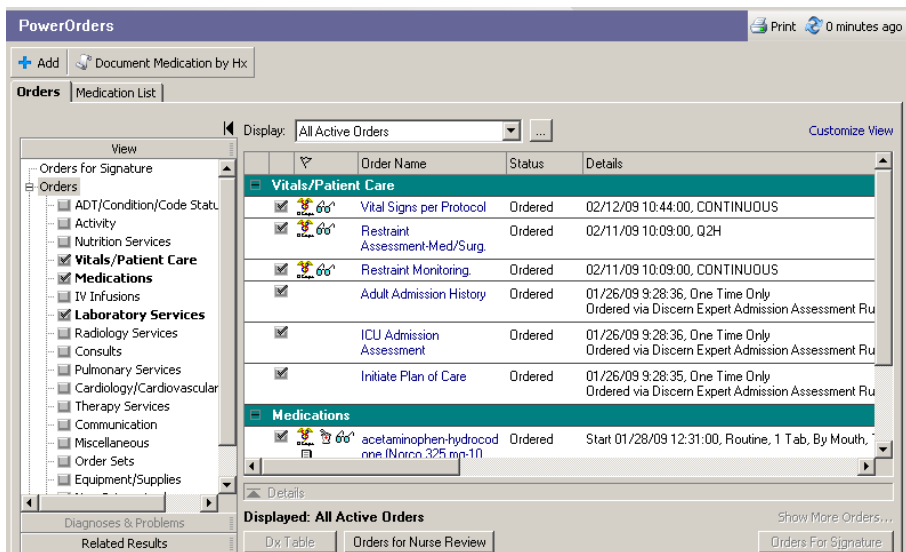 PowerOrders
Print 0 minutes ago
Add Document Medication by Hx
Orders Medication List
Display: All Active Orders ... Customize View
View
Orders for Signature
Orders
ADT/Condition/Code Statu
Activity
Nutrition Services
Vitals/Patient Care
Medications
IV Infusions
Laboratory Services
Radiology Services
Consults
Pulmonary Services
Cardiology/Cardiovascular
Therapy Services
Communication
Miscellaneous
Order Sets
Equipment/Supplies
Diagnoses & Problems
Related Results
Order Name Status Details
Vitals/Patient Care
Vital Signs per Protocol Ordered 02/12/09 10:44:00, CONTINUOUS
Restraint Ordered 02/11/09 10:09:00, Q2H
Assessment-Med/Surg.
Restraint Monitoring. Ordered 02/11/09 10:09:00, CONTINUOUS
Adult Admission History Ordered 01/26/09 9:28:36, One Time Only
Ordered via Discern Expert Admission Assessment Ru
ICU Admission Ordered 01/26/09 9:28:36, One Time Only
Assessment Ordered via Discern Expert Admission Assessment Ru
Initiate Plan of Care Ordered 01/26/09 9:28:35, One Time Only
Ordered via Discern Expert Admission Assessment Ru
Medications
acetaminophen-hydrocod Ordered Start 01/28/09 12:31:00, Routine, 1 Tab, By Mouth,
one (Norco 325 mg-10
Details
Displayed: All Active Orders Show More Orders...
Dx Table Orders for Nurse Review Orders For Signature